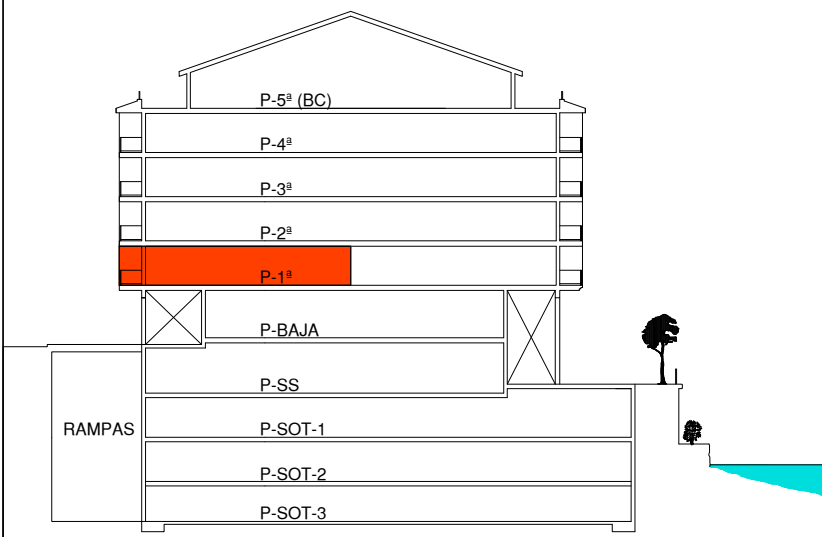 P-5ª (BC)
P-4ª
P-3ª
P-2ª
P-1ª
P-BAJA
P-SS
RAMPAS
P-SOT-1
P-SOT-2
P-SOT-3